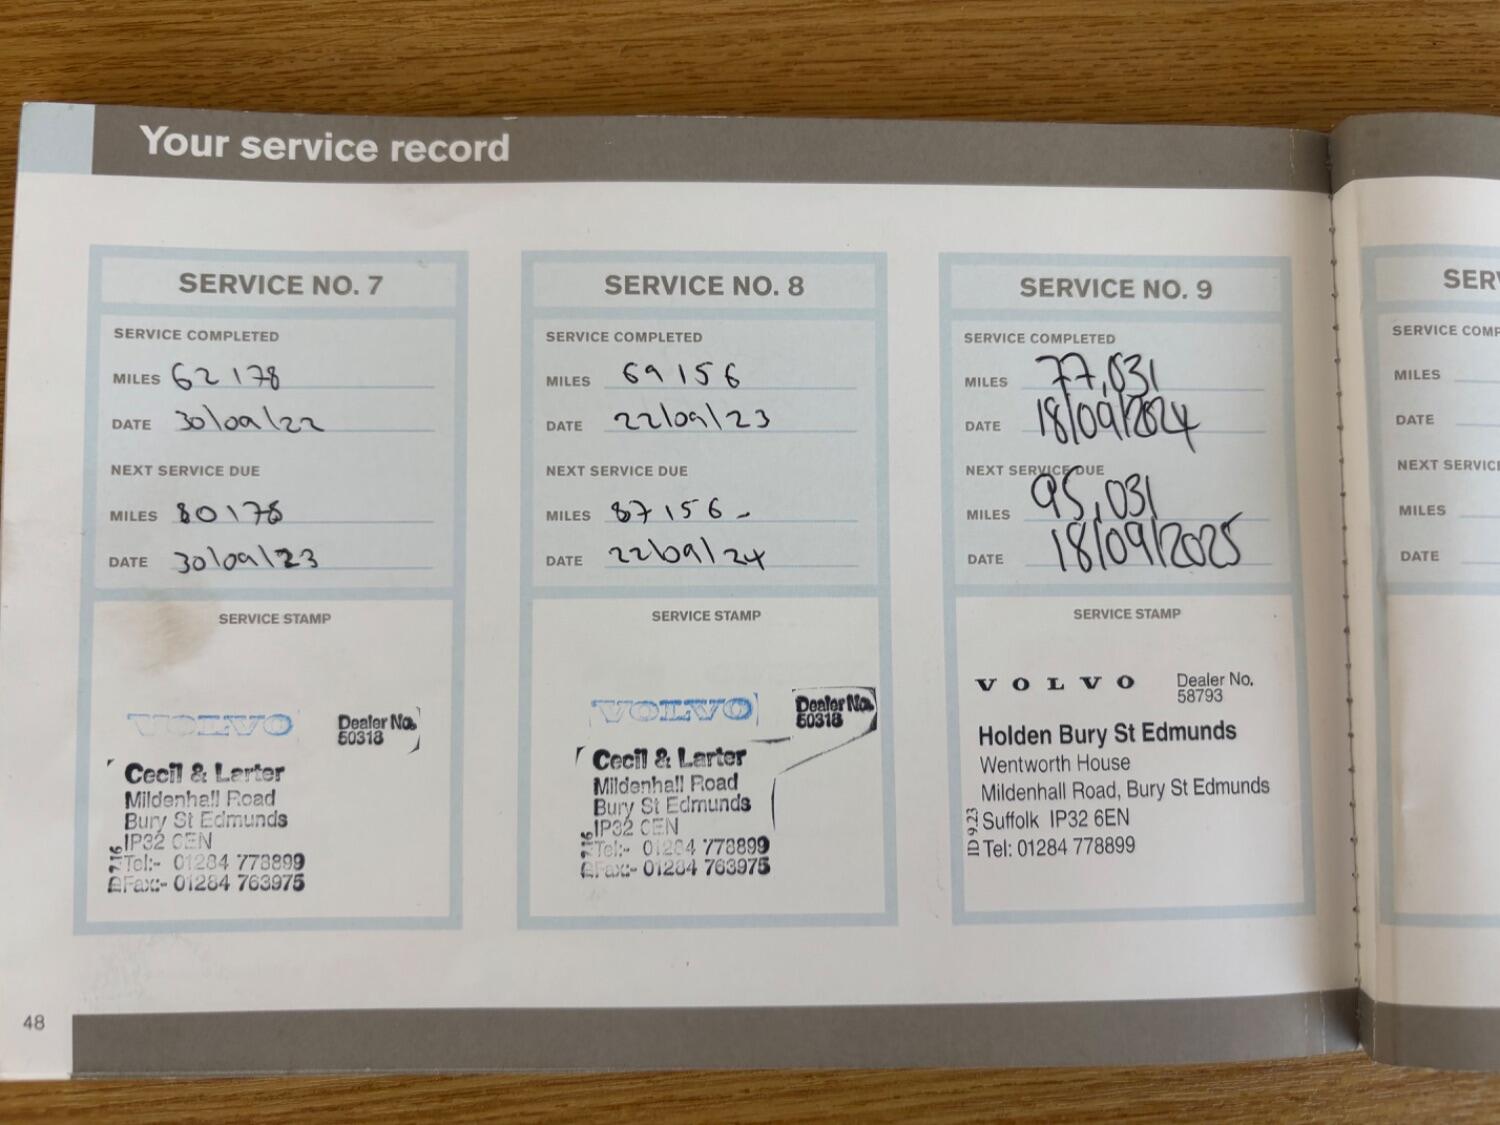 Your service record
SERVICE NO. 7
SERVICE COMPLETED
MILES 62178
DATE 30/09/22
NEXT SERVICE DUE
MILES 80178
DATE 30/09/23
SERVICE STAMP
VOLVO
Dealer No.
50318
Cecil & Larter
Mildenhall Road
Bury St Edmunds
IP32 6EN
Tel:- 01284 778899
Fax:- 01284 763975
SERVICE NO. 8
SERVICE COMPLETED
MILES 69156
DATE 22/09/23
NEXT SERVICE DUE
MILES 87156
DATE 22/09/24
SERVICE STAMP
VOLVO
Dealer No.
50318
Cecil & Larter
Mildenhall Road
Bury St Edmunds
IP32 6EN
Tel:- 01284 778899
Fax:- 01284 763975
SERVICE NO. 9
SERVICE COMPLETED
MILES 77,031
DATE 18/09/2024
NEXT SERVICE DUE
MILES 95,031
DATE 18/09/2025
SERVICE STAMP
VOLVO
Dealer No.
58793
Holden Bury St Edmunds
Wentworth House
Mildenhall Road, Bury St Edmunds
Suffolk IP32 6EN
Tel: 01284 778899
ID 9.23
SERV
SERVICE COMP
MILES
DATE
NEXT SERVICE
MILES
DATE
48